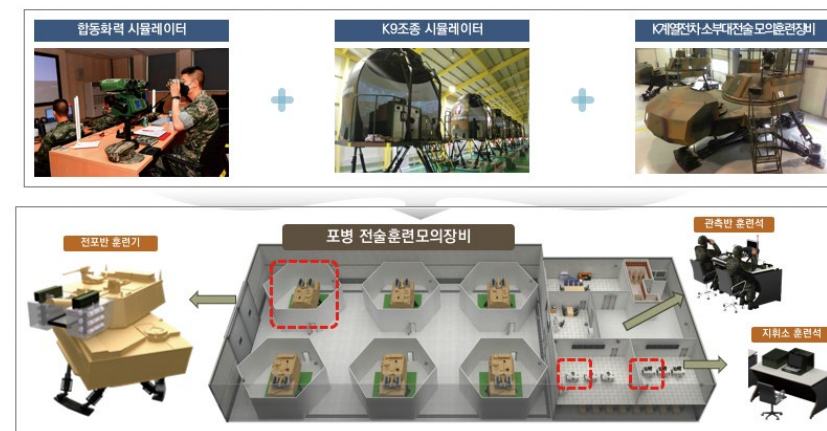 합동화력 시뮬레이터
K9조종 시뮬레이터
K계열전차 소부대전술 모의훈련장비
포병 전술훈련모의장비
전포반 훈련기
관측반 훈련석
지휘소 훈련석